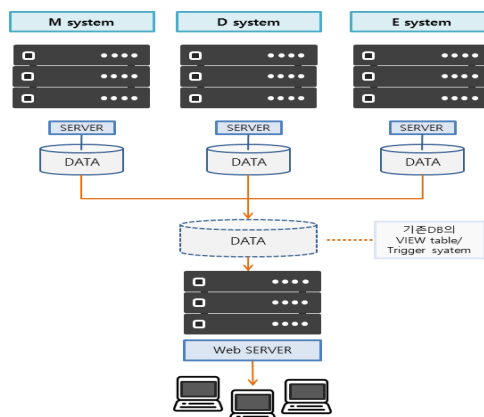 M system
D system
E system
SERVER
SERVER
SERVER
DATA
DATA
DATA
DATA
기존DB의
VIEW table/
Trigger syatem
Web SERVER